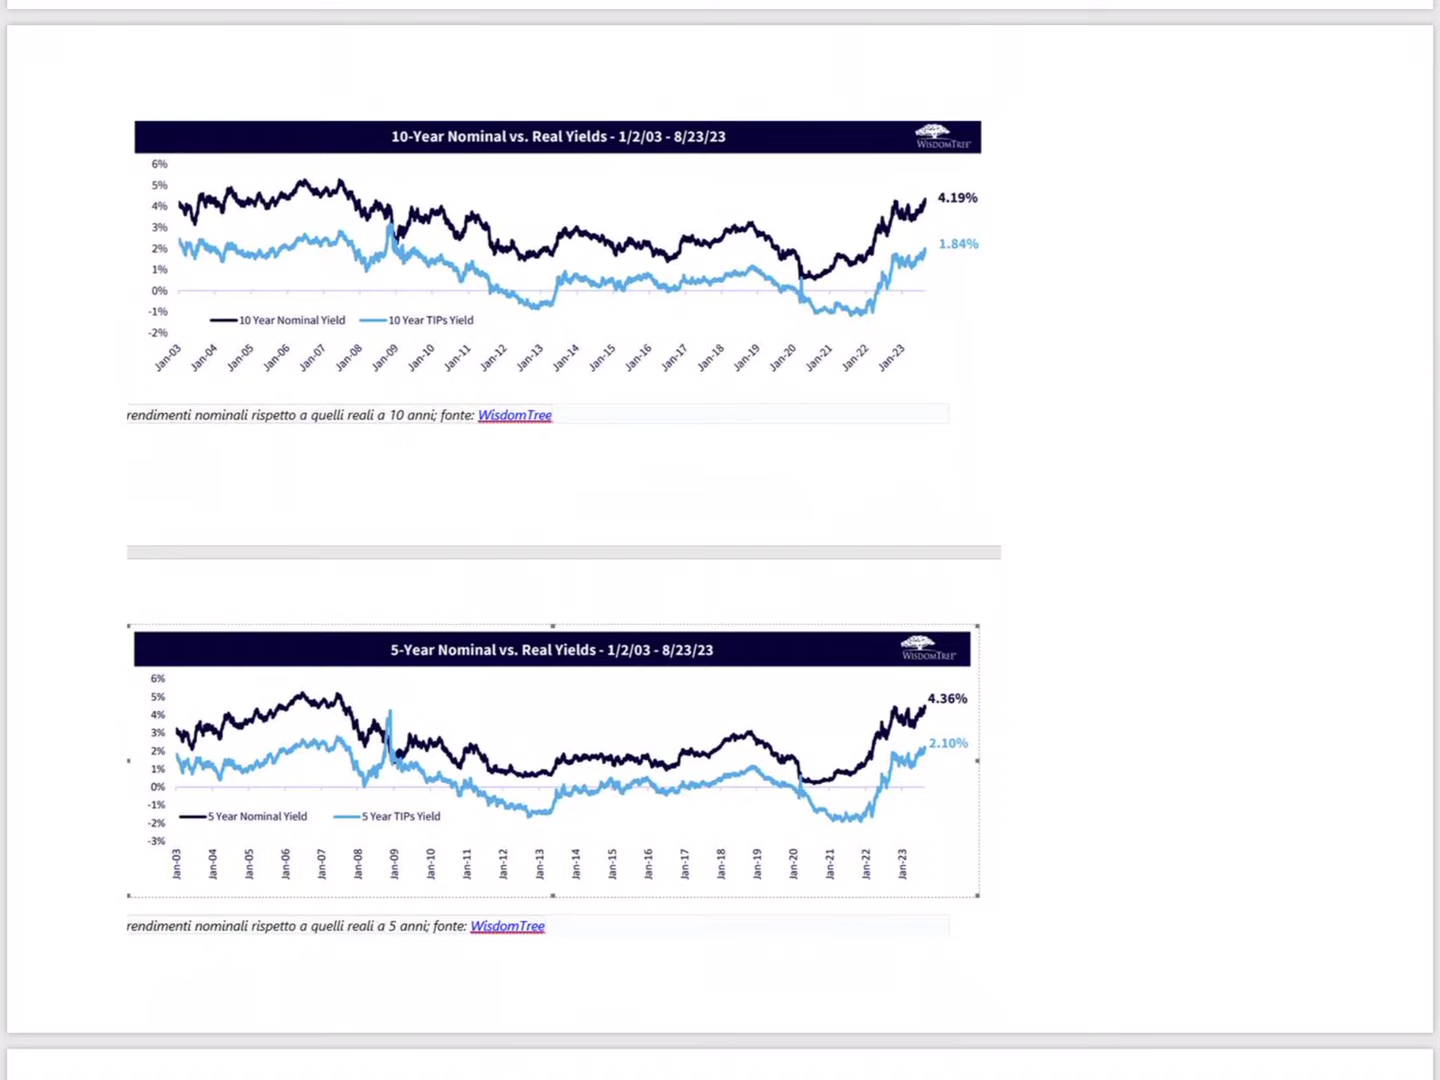 10-Year Nominal vs. Real Yields - 1/2/03 - 8/23/23
WISDOMTREE
6%
5%
4%
3%
2%
1%
0%
-1%
-2%
4.19%
1.84%
10 Year Nominal Yield 10 Year TIPs Yield
Jan-03 Jan-04 Jan-05 Jan-06 Jan-07 Jan-08 Jan-09 Jan-10 Jan-11 Jan-12 Jan-13 Jan-14 Jan-15 Jan-16 Jan-17 Jan-18 Jan-19 Jan-20 Jan-21 Jan-22 Jan-23
rendimenti nominali rispetto a quelli reali a 10 anni; fonte: WisdomTree
5-Year Nominal vs. Real Yields - 1/2/03 - 8/23/23
WISDOMTREE
6%
5%
4%
3%
2%
1%
0%
-1%
-2%
-3%
4.36%
2.10%
5 Year Nominal Yield 5 Year TIPs Yield
Jan-03 Jan-04 Jan-05 Jan-06 Jan-07 Jan-08 Jan-09 Jan-10 Jan-11 Jan-12 Jan-13 Jan-14 Jan-15 Jan-16 Jan-17 Jan-18 Jan-19 Jan-20 Jan-21 Jan-22 Jan-23
rendimenti nominali rispetto a quelli reali a 5 anni; fonte: WisdomTree